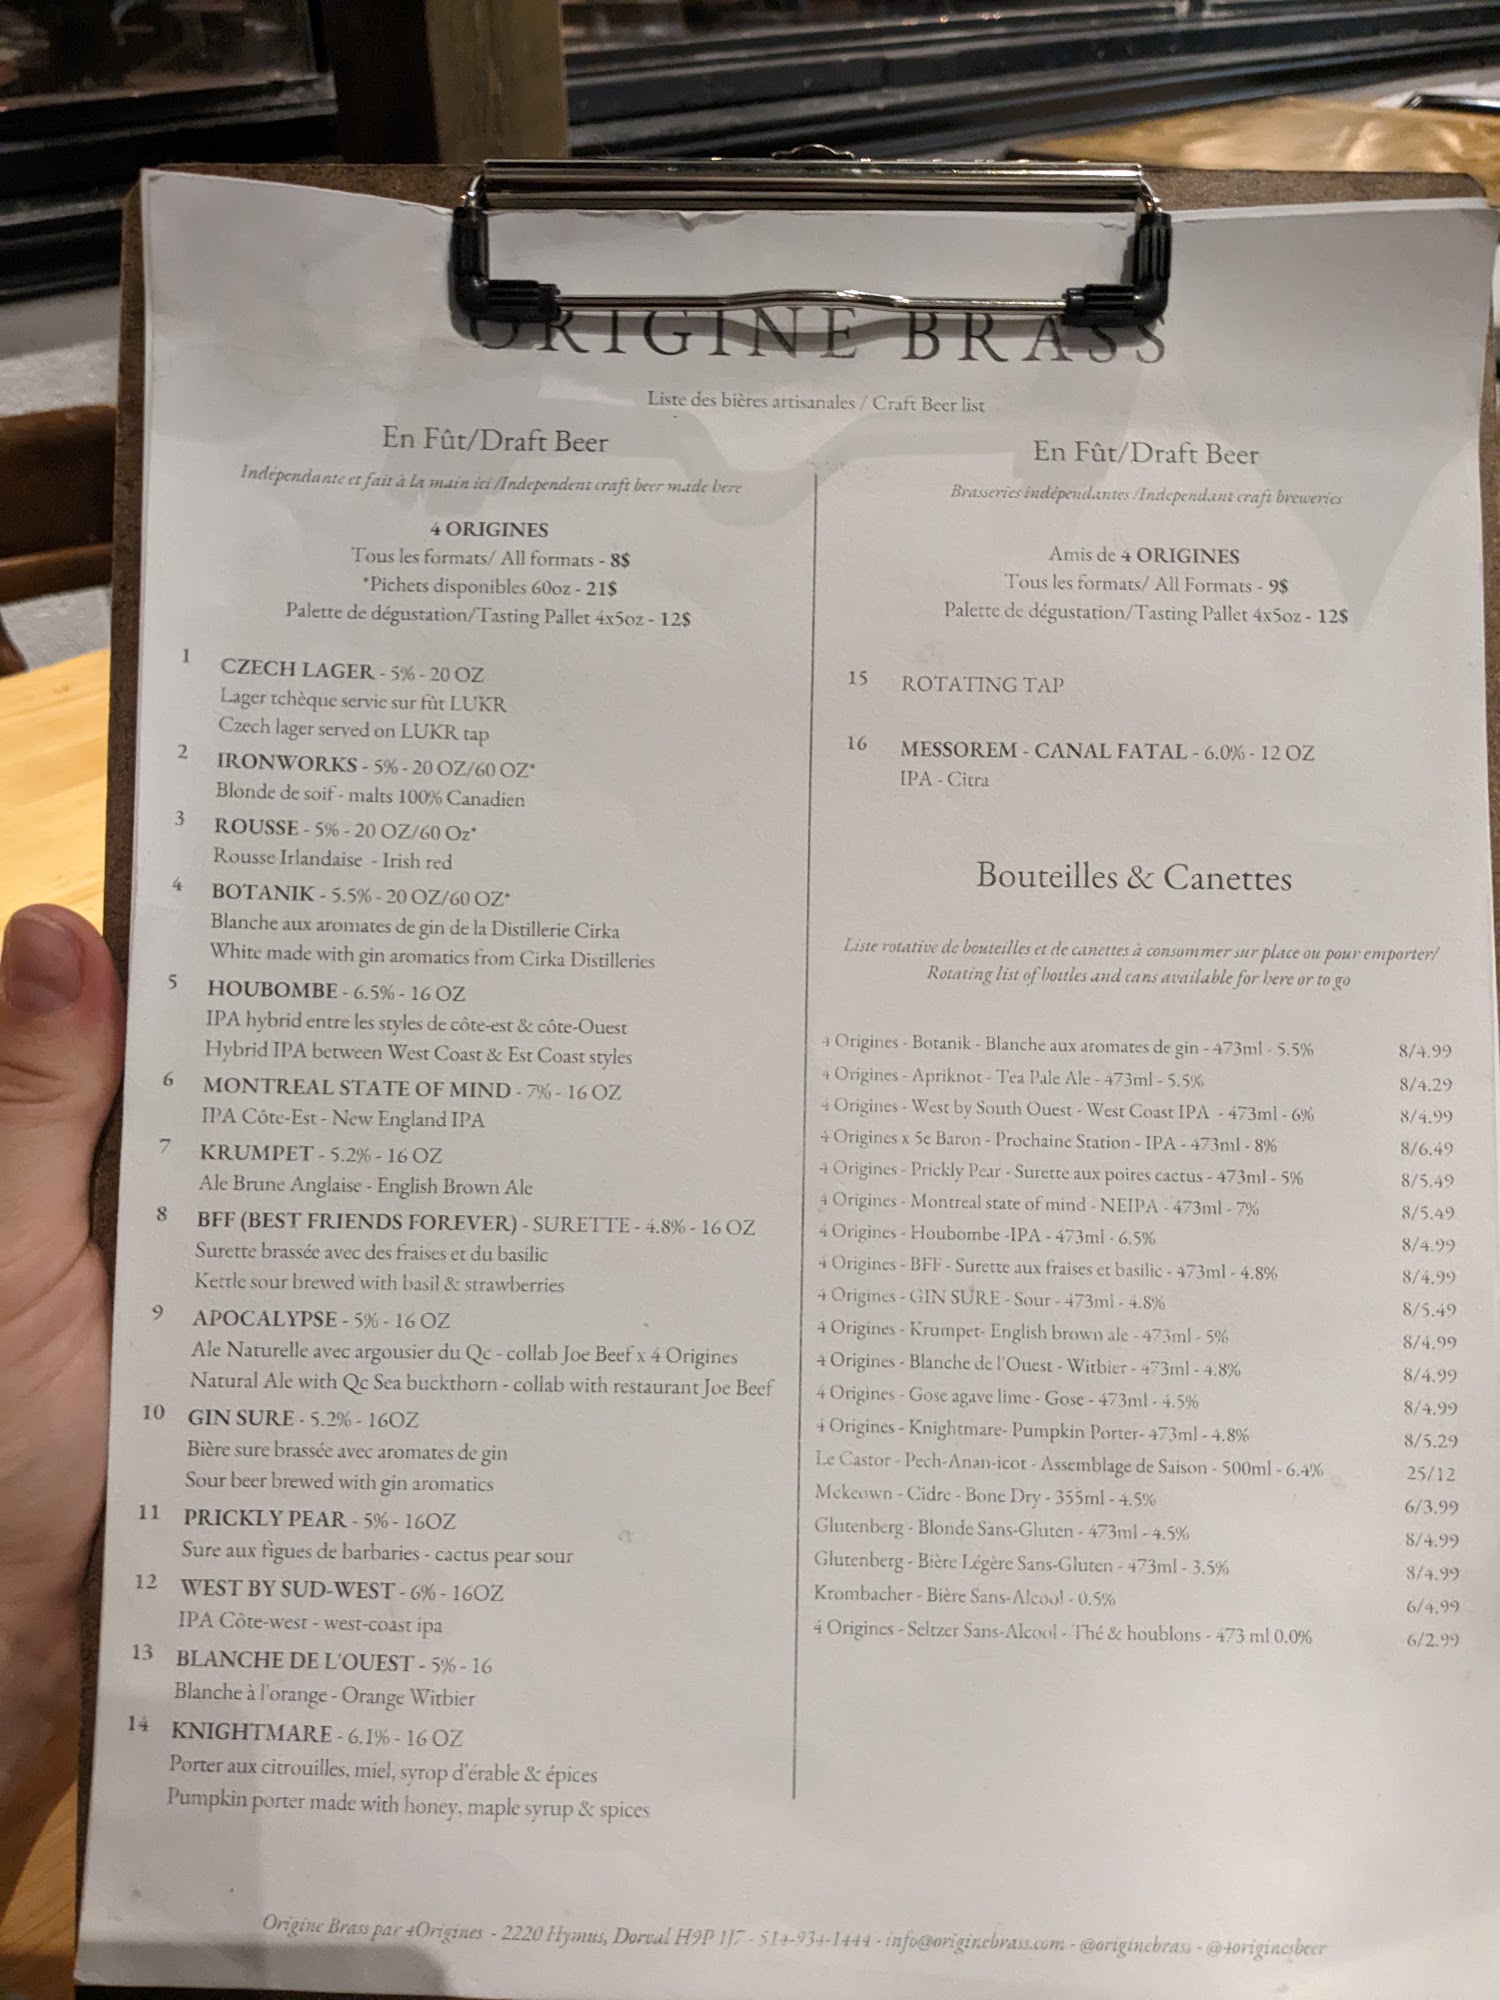 ORIGINE BRASS
Liste des bières artisanales / Craft Beer list
En Fût/Draft Beer
Indépendante et fait à la main ici /Independent craft beer made here
4 ORIGINES
Tous les formats/ All formats - 8$
*Pichets disponibles 60oz - 21$
Palette de dégustation/Tasting Pallet 4x5oz - 12$
1 CZECH LAGER - 5% - 20 OZ
Lager tchèque servie sur fût LUKR
Czech lager served on LUKR tap
2 IRONWORKS - 5% - 20 OZ/60 OZ*
Blonde de soif - malts 100% Canadien
3 ROUSSE - 5% - 20 OZ/60 Oz*
Rousse Irlandaise - Irish red
4 BOTANIK - 5.5% - 20 OZ/60 OZ*
Blanche aux aromates de gin de la Distillerie Cirka
White made with gin aromatics from Cirka Distilleries
5 HOUBOMBE - 6.5% - 16 OZ
IPA hybrid entre les styles de côte-est & côte-Ouest
Hybrid IPA between West Coast & Est Coast styles
6 MONTREAL STATE OF MIND - 7% - 16 OZ
IPA Côte-Est - New England IPA
7 KRUMPET - 5.2% - 16 OZ
Ale Brune Anglaise - English Brown Ale
8 BFF (BEST FRIENDS FOREVER) - SURETTE - 4.8% - 16 OZ
Surette brassée avec des fraises et du basilic
Kettle sour brewed with basil & strawberries
9 APOCALYPSE - 5% - 16 OZ
Ale Naturelle avec argousier du Qc - collab Joe Beef x 4 Origines
Natural Ale with Qc Sea buckthorn - collab with restaurant Joe Beef
10 GIN SURE - 5.2% - 16OZ
Bière sure brassée avec aromates de gin
Sour beer brewed with gin aromatics
11 PRICKLY PEAR - 5% - 16OZ
Sure aux figues de barbaries - cactus pear sour
12 WEST BY SUD-WEST - 6% - 16OZ
IPA Côte-west - west-coast ipa
13 BLANCHE DE L'OUEST - 5% - 16
Blanche à l'orange - Orange Witbier
14 KNIGHTMARE - 6.1% - 16 OZ
Porter aux citrouilles, miel, syrop d'érable & épices
Pumpkin porter made with honey, maple syrup & spices
En Fût/Draft Beer
Brasseries indépendantes /Independant craft breweries
Amis de 4 ORIGINES
Tous les formats/ All Formats - 9$
Palette de dégustation/Tasting Pallet 4x5oz - 12$
15 ROTATING TAP
16 MESSOREM - CANAL FATAL - 6.0% - 12 OZ
IPA - Citra
Bouteilles & Canettes
Liste rotative de bouteilles et de canettes à consommer sur place ou pour emporter/
Rotating list of bottles and cans available for here or to go
4 Origines - Botanik - Blanche aux aromates de gin - 473ml - 5.5% 8/4.99
4 Origines - Apriknot - Tea Pale Ale - 473ml - 5.5% 8/4.29
4 Origines - West by South Ouest - West Coast IPA - 473ml - 6% 8/4.99
4 Origines x 5e Baron - Prochaine Station - IPA - 473ml - 8% 8/6.49
4 Origines - Prickly Pear - Surette aux poires cactus - 473ml - 5% 8/5.49
4 Origines - Montreal state of mind - NEIPA - 473ml - 7% 8/5.49
4 Origines - Houbombe -IPA - 473ml - 6.5% 8/4.99
4 Origines - BFF - Surette aux fraises et basilic - 473ml - 4.8% 8/4.99
4 Origines - GIN SURE - Sour - 473ml - 4.8% 8/5.49
4 Origines - Krumpet- English brown ale - 473ml - 5% 8/4.99
4 Origines - Blanche de l'Ouest - Witbier - 473ml - 4.8% 8/4.99
4 Origines - Gose agave lime - Gose - 473ml - 4.5% 8/4.99
4 Origines - Knightmare- Pumpkin Porter- 473ml - 4.8% 8/5.29
Le Castor - Pech-Anan-icot - Assemblage de Saison - 500ml - 6.4% 25/12
Mckeown - Cidre - Bone Dry - 355ml - 4.5% 6/3.99
Glutenberg - Blonde Sans-Gluten - 473ml - 4.5% 8/4.99
Glutenberg - Bière Légère Sans-Gluten - 473ml - 3.5% 8/4.99
Krombacher - Bière Sans-Alcool - 0.5% 6/4.99
4 Origines - Seltzer Sans-Alcool - Thé & houblons - 473 ml 0.0% 6/2.99
Origine Brass par 4Origines - 2220 Hymus, Dorval H9P 1J7 - 514-934-1444 - info@originebrass.com - @originebrass - @4originesbeer